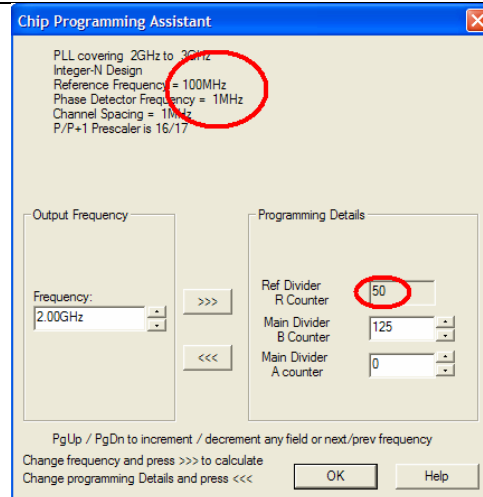 Chip Programming Assistant
PLL covering 2GHz to 3GHz
Integer-N Design
Reference Frequency = 100MHz
Phase Detector Frequency = 1MHz
Channel Spacing = 1MHz
P/P+1 Prescaler is 16/17
Output Frequency
Frequency:
2.00GHz
>>>
<<<
Programming Details
Ref Divider
R Counter
50
Main Divider
B Counter
125
Main Divider
A counter
0
PgUp / PgDn to increment / decrement any field or next/prev frequency
Change frequency and press >>> to calculate
Change programming Details and press <<<
OK
Help